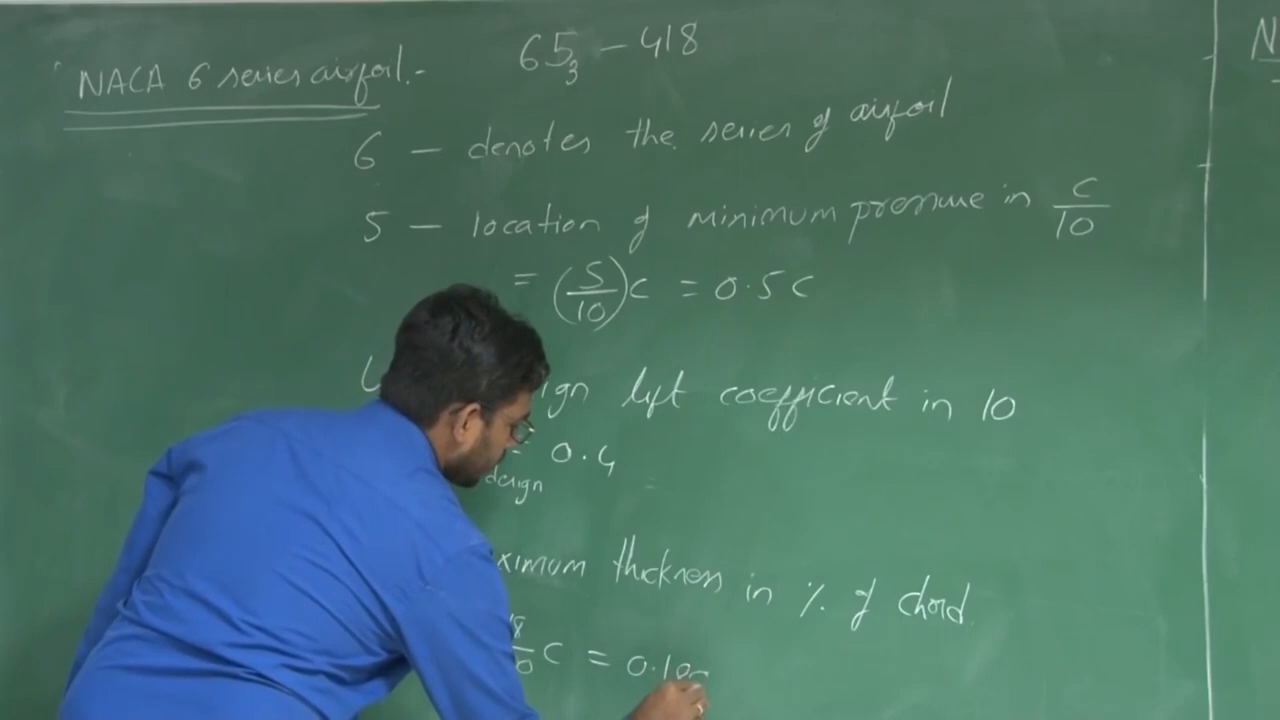 NACA 6 series airfoil.-
65₃ - 418
6 — denotes the series of airfoil
5 — location of minimum pressure in c/10
= (5/10)c = 0.5c
lift coefficient in 10
= 0.4
design
thickness in % of chord
c = 0.18
N